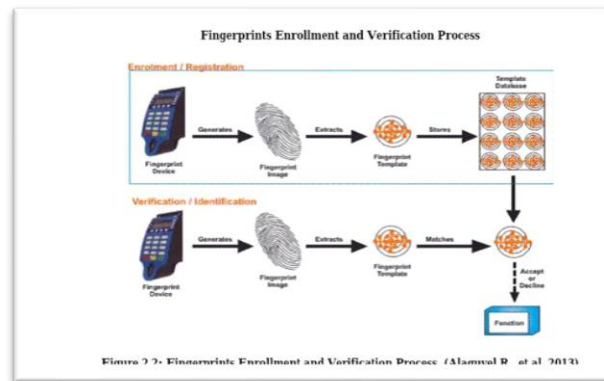 Fingerprints Enrollment and Verification Process
Enrolment / Registration
Template
Database
Generates
Extracts
Stores
Fingerprint
Device
Fingerprint
Image
Fingerprint
Template
Verification / Identification
Generates
Extracts
Matches
Fingerprint
Device
Fingerprint
Image
Fingerprint
Template
Accept
or
Decline
Function
Figure 2.2: Fingerprints Enrollment and Verification Process (Alaguvel R., et al, 2013)